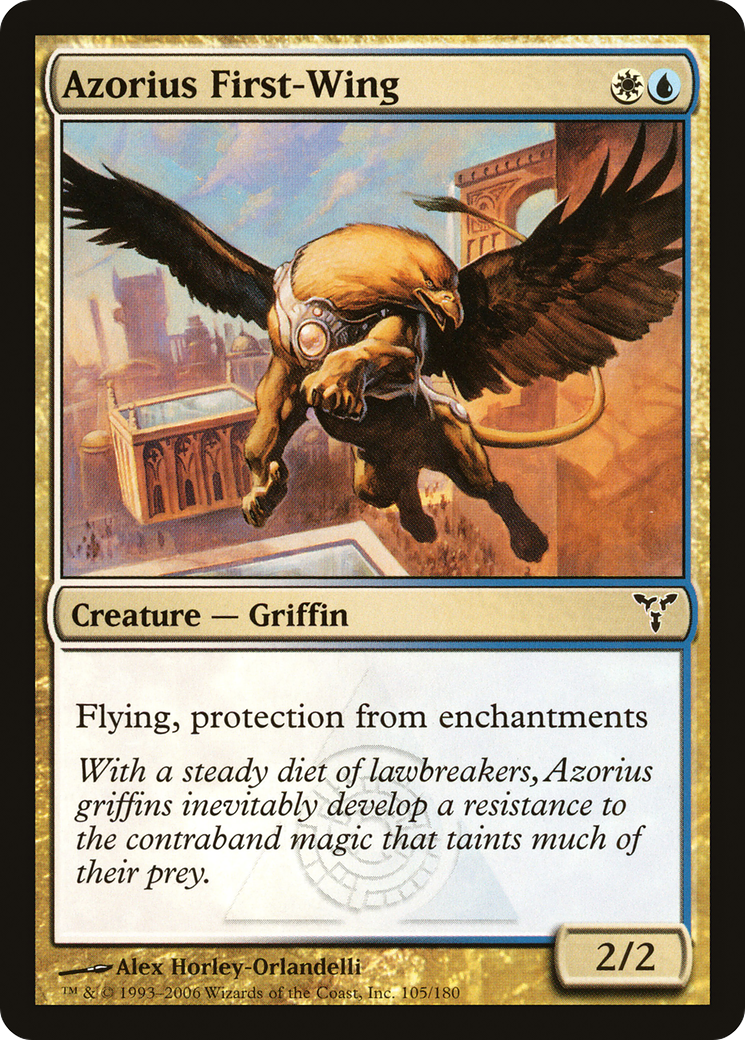 Azorius First-Wing
Creature — Griffin
Flying, protection from enchantments
With a steady diet of lawbreakers, Azorius
griffins inevitably develop a resistance to
the contraband magic that taints much of
their prey.
2/2
Alex Horley-Orlandelli
™ & © 1993–2006 Wizards of the Coast, Inc. 105/180